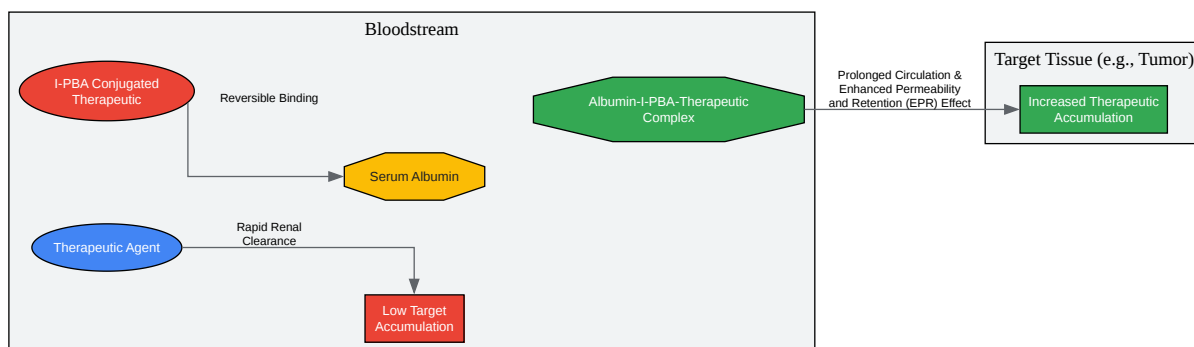 Bloodstream
I-PBA Conjugated
Therapeutic
Reversible Binding
Serum Albumin
Albumin-I-PBA-Therapeutic
Complex
Prolonged Circulation &
Enhanced Permeability
and Retention (EPR) Effect
Target Tissue (e.g., Tumor)
Increased Therapeutic
Accumulation
Therapeutic Agent
Rapid Renal
Clearance
Low Target
Accumulation